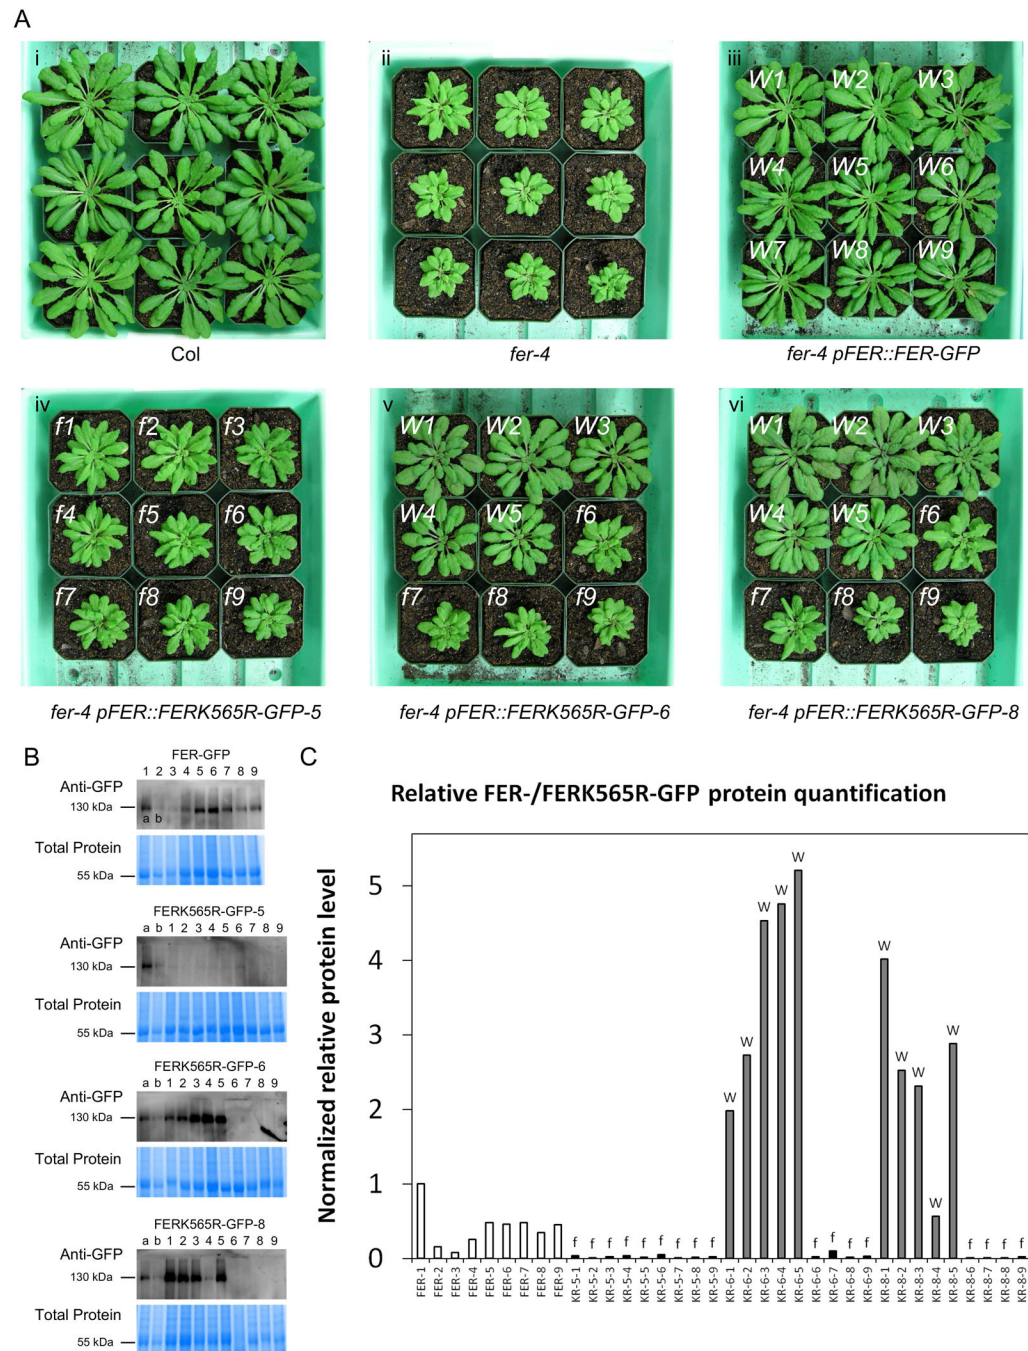 A
i
ii
iii
W1 W2 W3
W4 W5 W6
W7 W8 W9
Col
fer-4
fer-4 pFER::FER-GFP
iv
v
vi
f1 f2 f3
f4 f5 f6
f7 f8 f9
W1 W2 W3
W4 W5 f6
f7 f8 f9
W1 W2 W3
W4 W5 f6
f7 f8 f9
fer-4 pFER::FERK565R-GFP-5
fer-4 pFER::FERK565R-GFP-6
fer-4 pFER::FERK565R-GFP-8
B
FER-GFP
1 2 3 4 5 6 7 8 9
Anti-GFP
130 kDa
a b
Total Protein
55 kDa
FERK565R-GFP-5
a b 1 2 3 4 5 6 7 8 9
Anti-GFP
130 kDa
Total Protein
55 kDa
FERK565R-GFP-6
a b 1 2 3 4 5 6 7 8 9
Anti-GFP
130 kDa
Total Protein
55 kDa
FERK565R-GFP-8
a b 1 2 3 4 5 6 7 8 9
Anti-GFP
130 kDa
Total Protein
55 kDa
C
Relative FER-/FERK565R-GFP protein quantification
Normalized relative protein level
5
4
3
2
1
0
f f f f f f f f f W W W W W f f f f W W W W W f f f f
FER-1
FER-2
FER-3
FER-4
FER-5
FER-6
FER-7
FER-8
FER-9
KR-5-1
KR-5-2
KR-5-3
KR-5-4
KR-5-5
KR-5-6
KR-5-7
KR-5-8
KR-5-9
KR-6-1
KR-6-2
KR-6-3
KR-6-4
KR-6-5
KR-6-6
KR-6-7
KR-6-8
KR-6-9
KR-8-1
KR-8-2
KR-8-3
KR-8-4
KR-8-5
KR-8-6
KR-8-7
KR-8-8
KR-8-9